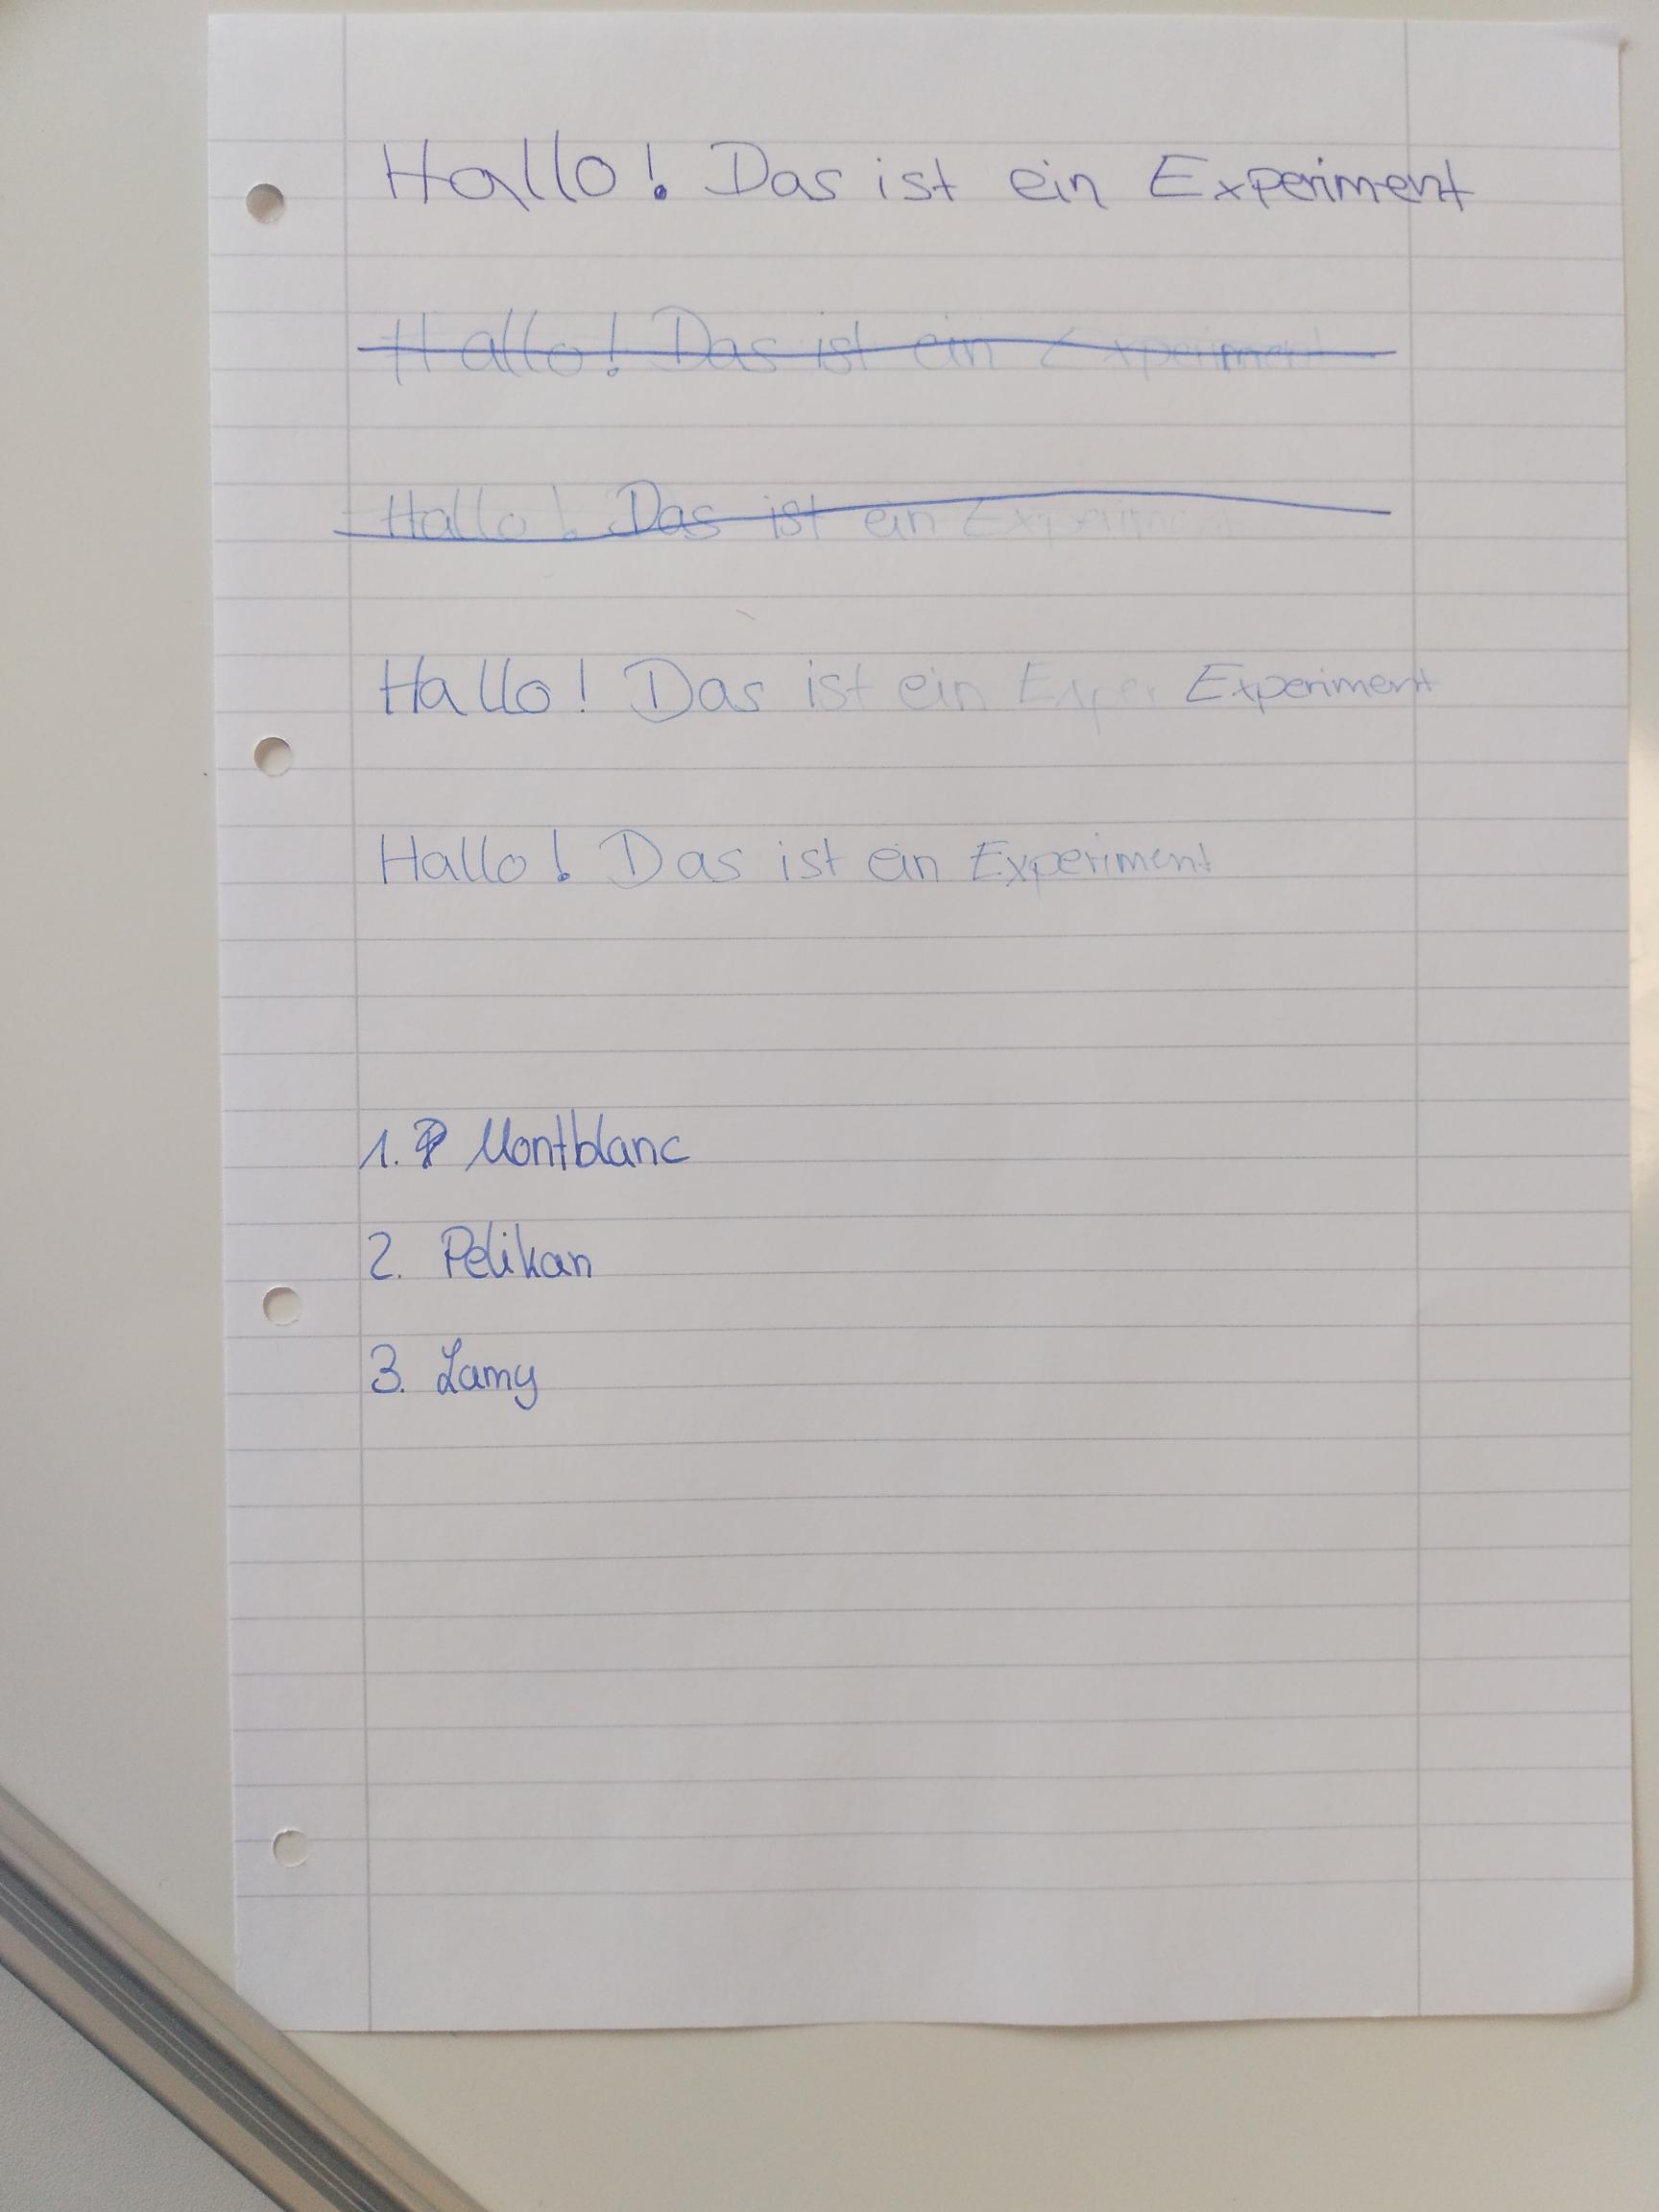 Hallo! Das ist ein Experiment
Hallo! Das ist ein Experiment
Hallo! Das ist ein Experiment
Hallo! Das ist ein Exper Experiment
Hallo! Das ist ein Experiment
1. Montblanc
2. Pelikan
3. Lamy